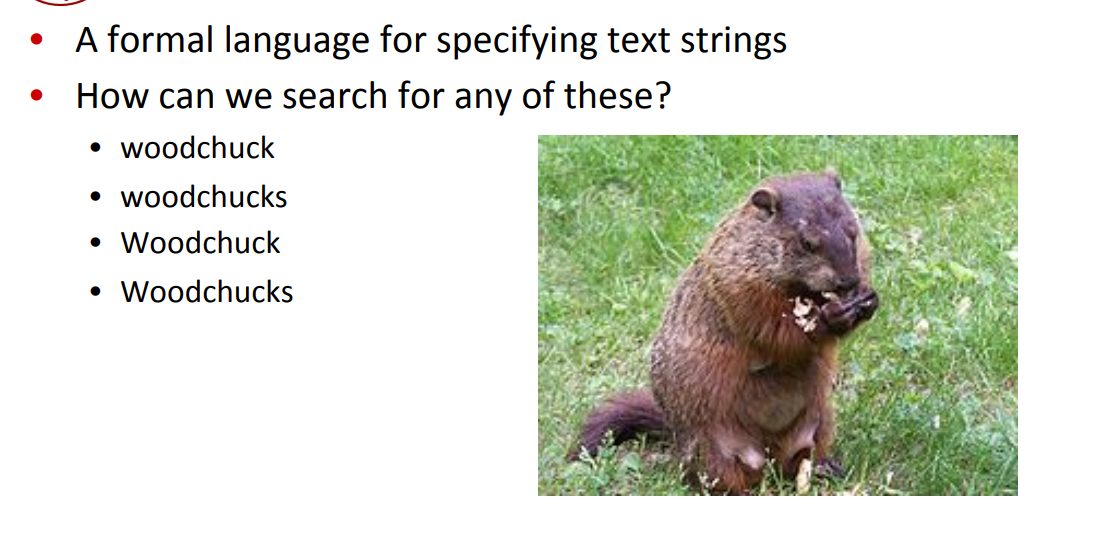 • A formal language for specifying text strings
• How can we search for any of these?
• woodchuck
• woodchucks
• Woodchuck
• Woodchucks